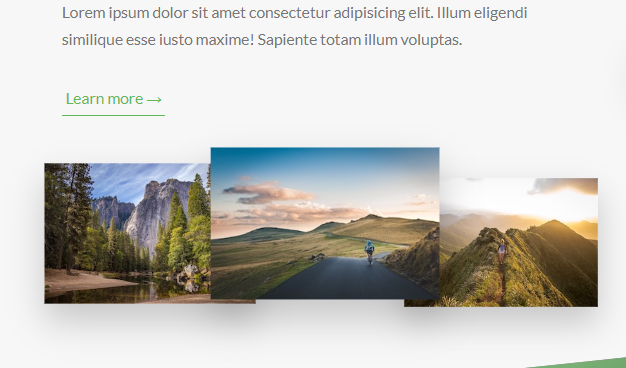 Lorem ipsum dolor sit amet consectetur adipisicing elit. Illum eligendi
similique esse iusto maxime! Sapiente totam illum voluptas.
Learn more →